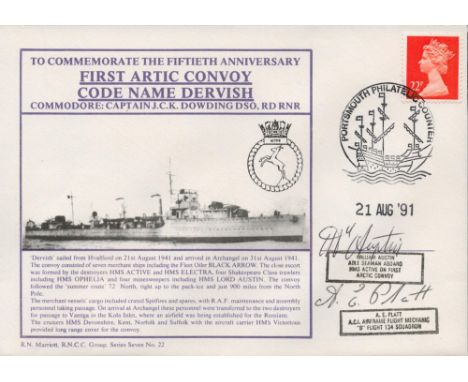 TO COMMEMORATE THE FIFTIETH ANNIVERSARY
FIRST ARTIC CONVOY
CODE NAME DERVISH
COMMODORE: CAPTAIN J.C.K. DOWDING DSO, RD RNR
22P
PORTSMOUTH PHILATELIC COUNTER
21 AUG '91
'Dervish' sailed from Hvalfiord on 21st August 1941 and arrived in Archangel on 31st August 1941.
The convoy consisted of seven merchant ships including the Fleet Oiler BLACK ARROW. The close escort
was formed by the destroyers HMS ACTIVE and HMS ELECTRA, four Shakespeare Class trawlers
including HMS OPHELIA and four minesweepers including HMS LORD AUSTIN. The convoy
followed the 'summer route' 72° North, right up to the pack-ice and just 900 miles from the North
Pole.
The merchant vessels' cargo included crated Spitfires and spares, with R.A.F. maintenance and assembly
personnel taking passage. On arrival at Archangel these personnel were transferred to the two destroyers
for passage to Vaenga in the Kola Inlet, where an airfield was being established for the Russians.
The cruisers HMS Devonshire, Kent, Norfolk and Suffolk with the aircraft carrier HMS Victorious
provided long range cover for the convoy.
WILLIAM AUSTIN
ABLE SEAMAN ABOARD
HMS ACTIVE ON FIRST
ARCTIC CONVOY
A. E. Platt
A. E. PLATT
A.C.I. AIRFRAME FLIGHT MECHANIC
"B" FLIGHT 134 SQUADRON
R.N. Marriott, R.N.C.C. Group. Series Seven No. 22